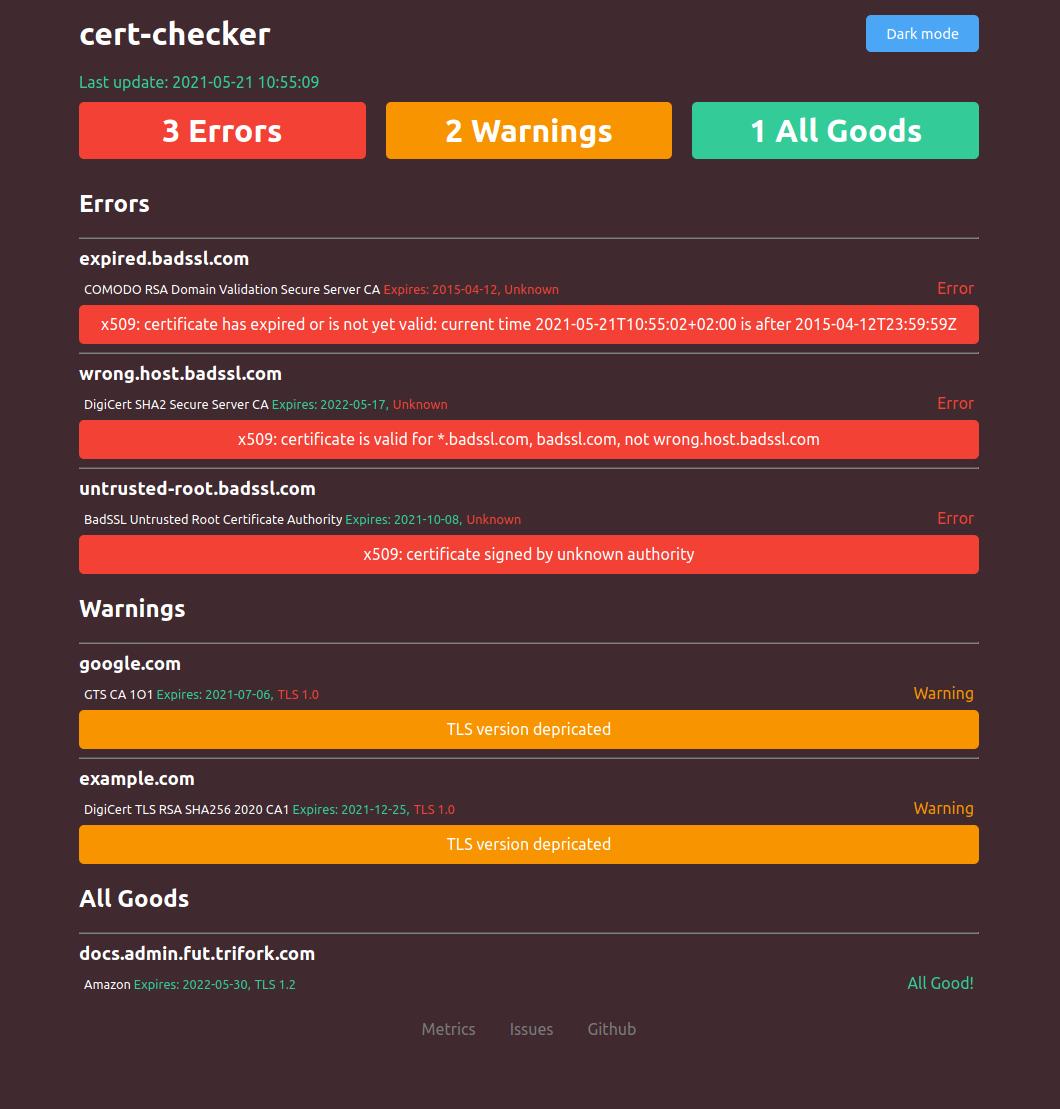 cert-checker
Dark mode
Last update: 2021-05-21 10:55:09
3 Errors
2 Warnings
1 All Goods
Errors
expired.badssl.com
COMODO RSA Domain Validation Secure Server CA Expires: 2015-04-12, Unknown
Error
x509: certificate has expired or is not yet valid: current time 2021-05-21T10:55:02+02:00 is after 2015-04-12T23:59:59Z
wrong.host.badssl.com
DigiCert SHA2 Secure Server CA Expires: 2022-05-17, Unknown
Error
x509: certificate is valid for *.badssl.com, badssl.com, not wrong.host.badssl.com
untrusted-root.badssl.com
BadSSL Untrusted Root Certificate Authority Expires: 2021-10-08, Unknown
Error
x509: certificate signed by unknown authority
Warnings
google.com
GTS CA 1O1 Expires: 2021-07-06, TLS 1.0
Warning
TLS version depricated
example.com
DigiCert TLS RSA SHA256 2020 CA1 Expires: 2021-12-25, TLS 1.0
Warning
TLS version depricated
All Goods
docs.admin.fut.trifork.com
Amazon Expires: 2022-05-30, TLS 1.2
All Good!
Metrics
Issues
Github